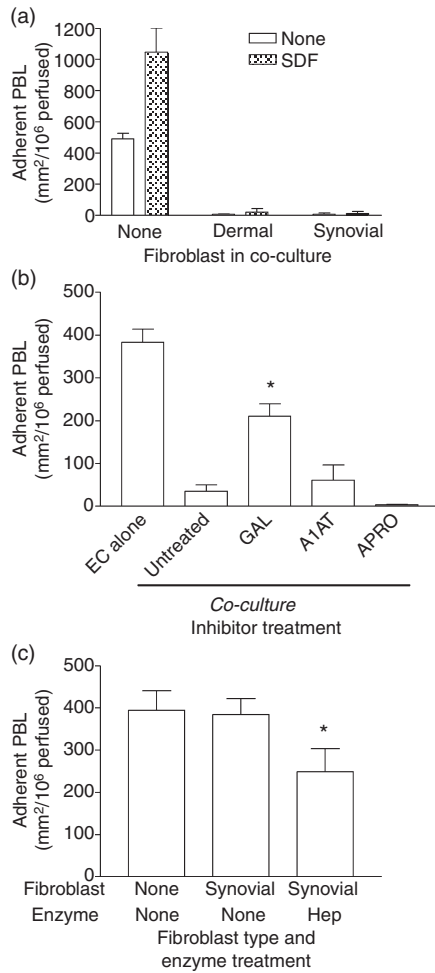 (a)
None
SDF
Adherent PBL
(mm²/10⁶ perfused)
1200
1000
800
600
400
200
0
None Dermal Synovial
Fibroblast in co-culture
(b)
Adherent PBL
(mm²/10⁶ perfused)
500
400
300
200
100
0
*
EC alone
Untreated
GAL
A1AT
APRO
Co-culture
Inhibitor treatment
(c)
Adherent PBL
(mm²/10⁶ perfused)
500
400
300
200
100
0
*
Fibroblast None Synovial Synovial
Enzyme None None Hep
Fibroblast type and
enzyme treatment